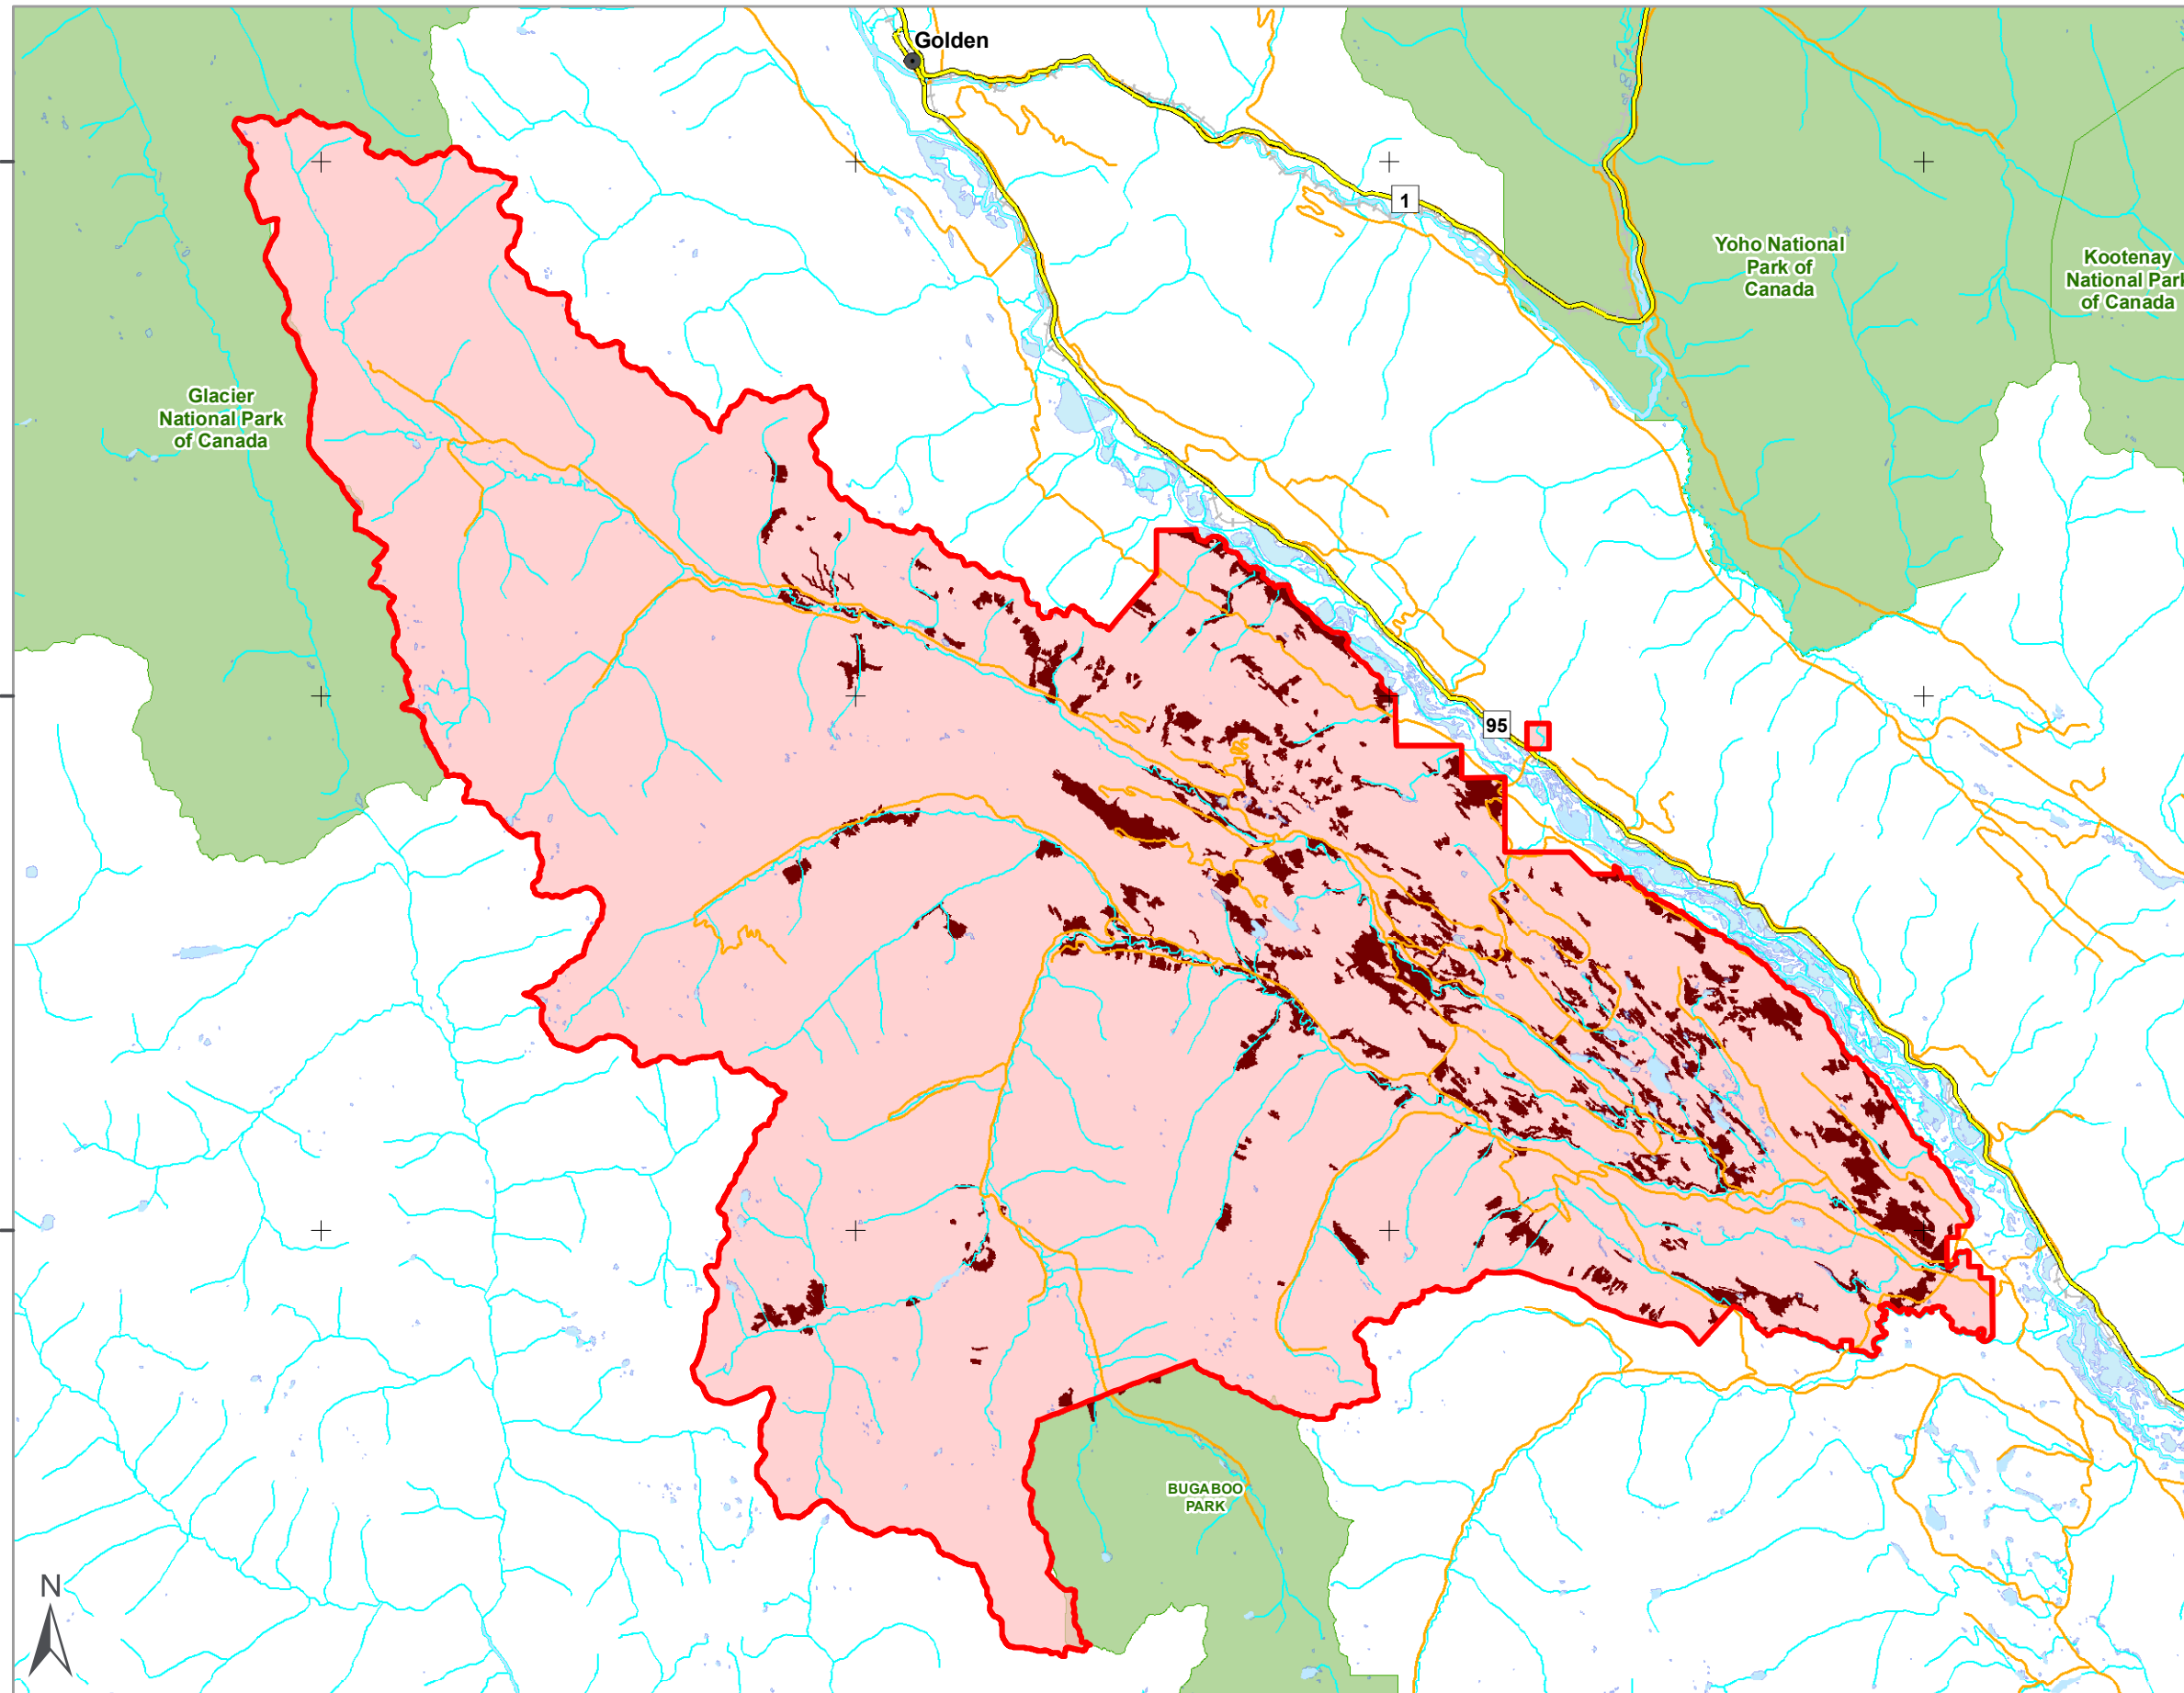 Golden
1
Yoho National
Park of
Canada
Kootenay
National Park
of Canada
Glacier
National Park
of Canada
95
BUGABOO
PARK
N